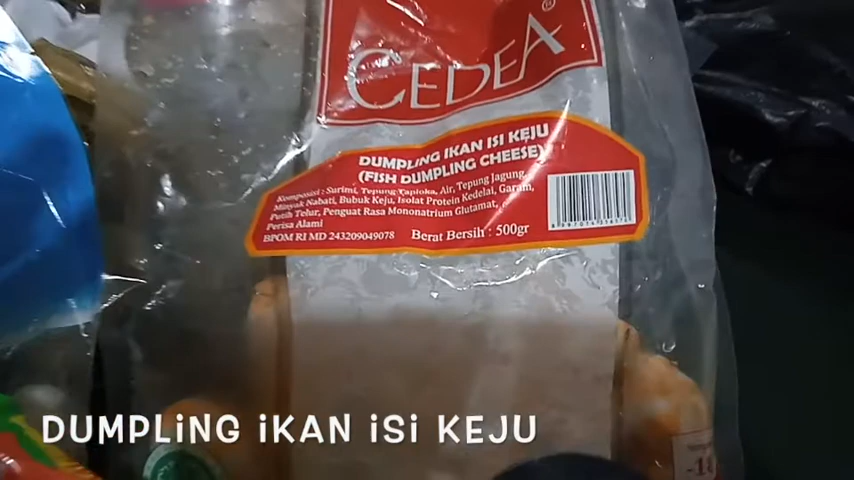 CEDEA®
DUMPLING IKAN ISI KEJU
(FISH DUMPLING CHEESE)
Komposisi : Surimi, Tepung Tapioka, Air, Tepung Jagung,
Minyak Nabati, Bubuk Keju, Isolat Protein Kedelai, Garam,
Putih Telur, Penguat Rasa Mononatrium Glutamat,
Perisa Alami
BPOM RI MD 243209049078 Berat Bersih : 500gr
DUMPLING IKAN ISI KEJU